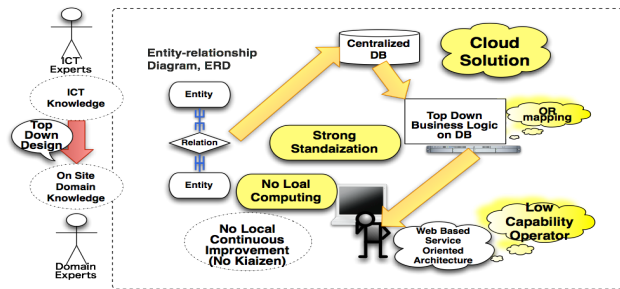 ICT
Experts
ICT
Knowledge
Top
Down
Design
On Site
Domain
Knowledge
Domain
Experts
Entity-relationship
Diagram, ERD
Entity
Relation
Entity
Centralized
DB
Cloud
Solution
Top Down
Business Logic
on DB
OR
mapping
Strong
Standaization
No Loal
Computing
No Local
Continuous
Improvement
(No Kiaizen)
Web Based
Service
Oriented
Architecture
Low
Capability
Operator